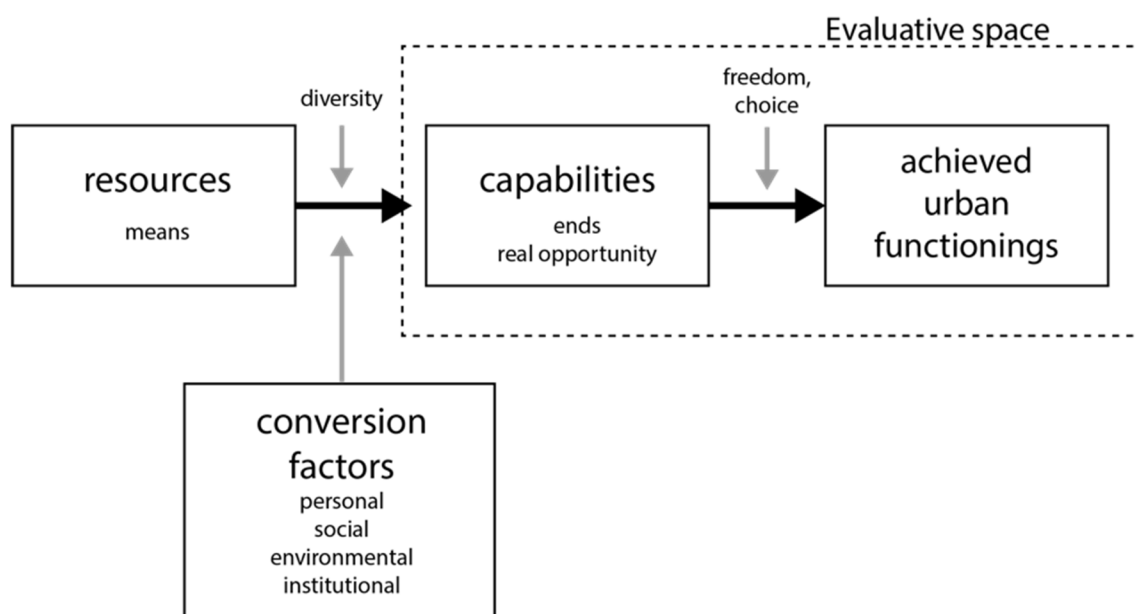 Evaluative space
diversity
freedom,
choice
resources
means
capabilities
ends
real opportunity
achieved
urban
functionings
conversion
factors
personal
social
environmental
institutional